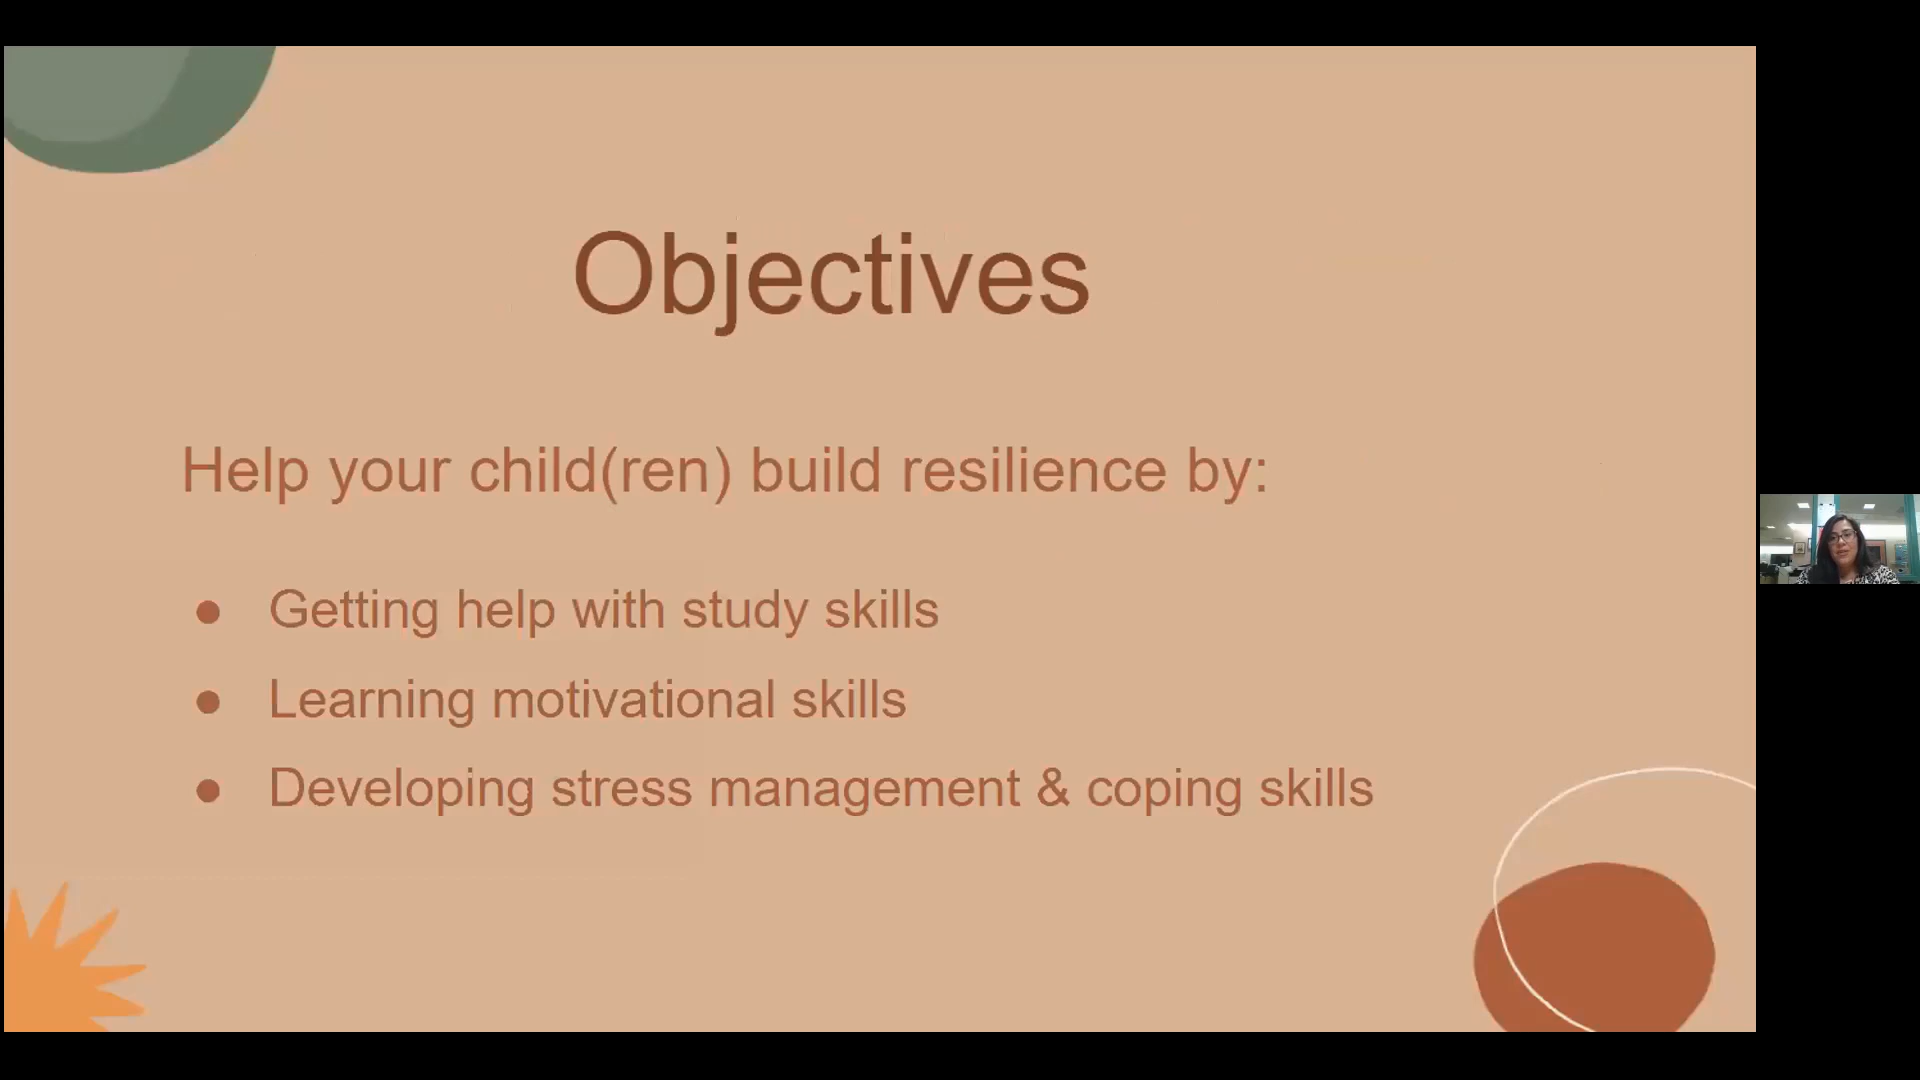 Objectives
Help your child(ren) build resilience by:
● Getting help with study skills
● Learning motivational skills
● Developing stress management & coping skills